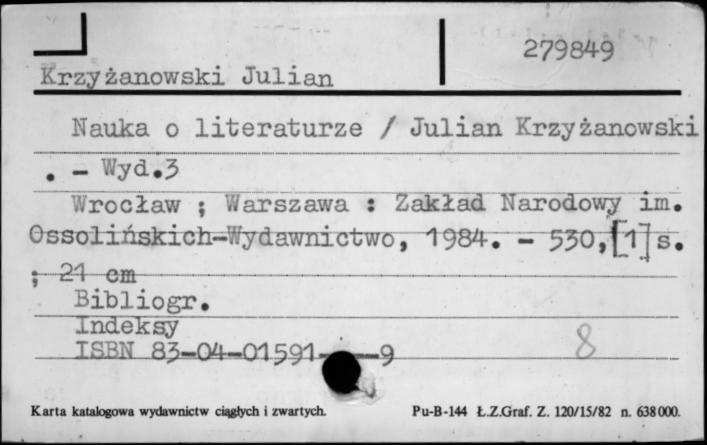 279849
Krzyżanowski Julian
Nauka o literaturze / Julian Krzyżanowski
. - Wyd.3
Wrocław ; Warszawa : Zakład Narodowy im.
Ossolińskich-Wydawnictwo, 1984. - 530,[1]s.
; 21 cm
Bibliogr.
Indeksy
ISBN 83-04-01591- -9
8
Karta katalogowa wydawnictw ciągłych i zwartych. Pu-B-144 Ł.Z.Graf. Z. 120/15/82 n. 638000.